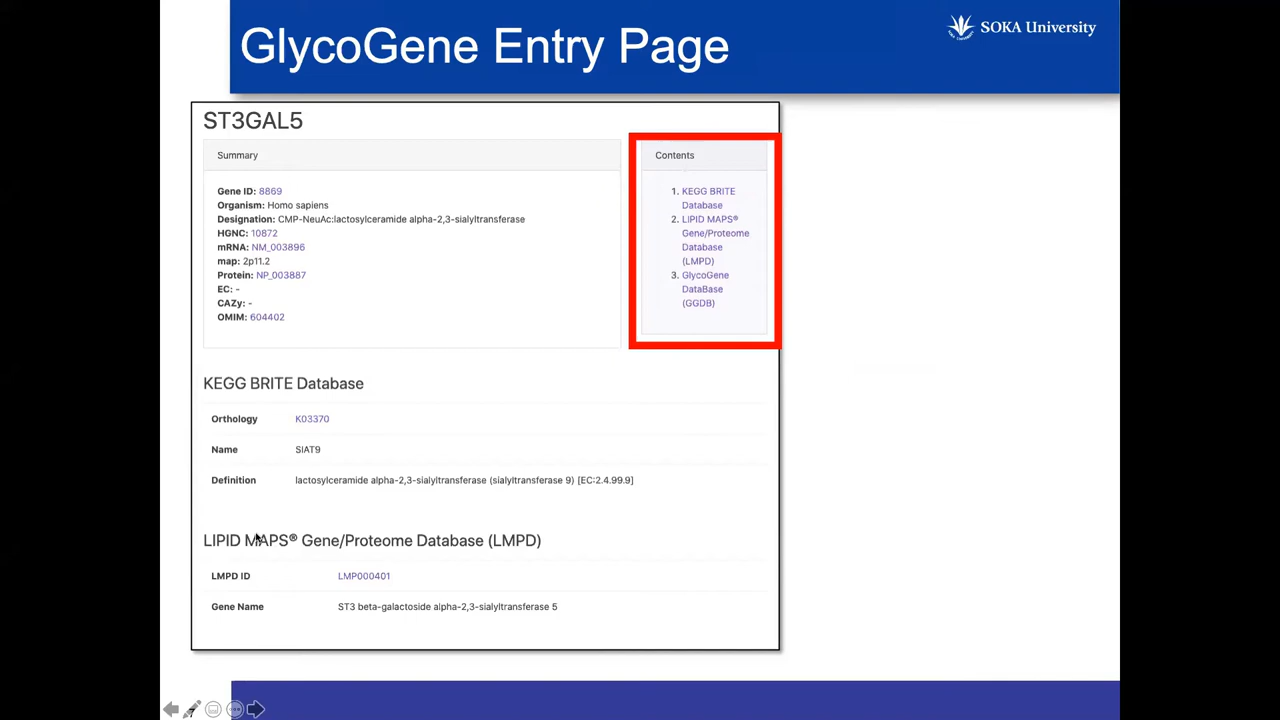 GlycoGene Entry Page
SOKA University
ST3GAL5
Summary
Gene ID: 8869
Organism: Homo sapiens
Designation: CMP-NeuAc:lactosylceramide alpha-2,3-sialyltransferase
HGNC: 10872
mRNA: NM_003896
map: 2p11.2
Protein: NP_003887
EC: -
CAZy: -
OMIM: 604402
Contents
1. KEGG BRITE
Database
2. LIPID MAPS®
Gene/Proteome
Database
(LMPD)
3. GlycoGene
DataBase
(GGDB)
KEGG BRITE Database
Orthology K03370
Name SIAT9
Definition lactosylceramide alpha-2,3-sialyltransferase (sialyltransferase 9) [EC:2.4.99.9]
LIPID MAPS® Gene/Proteome Database (LMPD)
LMPD ID LMP000401
Gene Name ST3 beta-galactoside alpha-2,3-sialyltransferase 5